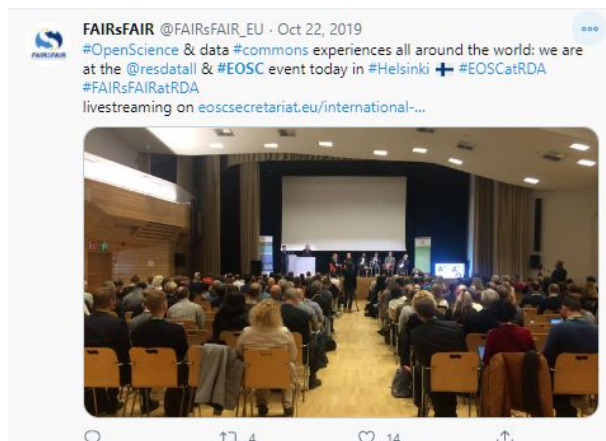 FAIRsFAIR @FAIRsFAIR_EU · Oct 22, 2019
#OpenScience & data #commons experiences all around the world: we are
at the @resdatall & #EOSC event today in #Helsinki #EOSCatRDA
#FAIRsFAIRatRDA
livestreaming on eoscsecretariat.eu/international-...
4 14